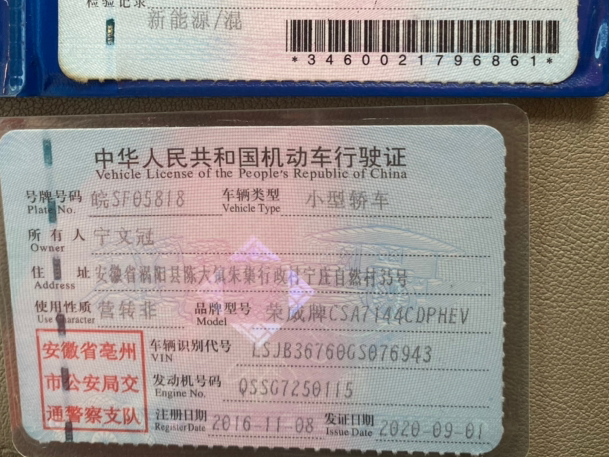 检验记录
新能源/混
*3460021796861*
中华人民共和国机动车行驶证
Vehicle License of the People's Republic of China
号牌号码 皖SF05818 车辆类型 小型轿车
Plate No. Vehicle Type
所有人 宁文冠
Owner
住址 安徽省涡阳县陈大镇朱集行政村宁庄自然村35号
Address
使用性质 营转非 品牌型号 荣威牌CSA7144CDPHEV
Use Character Model
安徽省亳州
市公安局交
通警察支队
车辆识别代号 LSJB36760GS076943
VIN
发动机号码 QSSG7250115
Engine No.
注册日期 2016-11-08 发证日期 2020-09-01
Register Date Issue Date